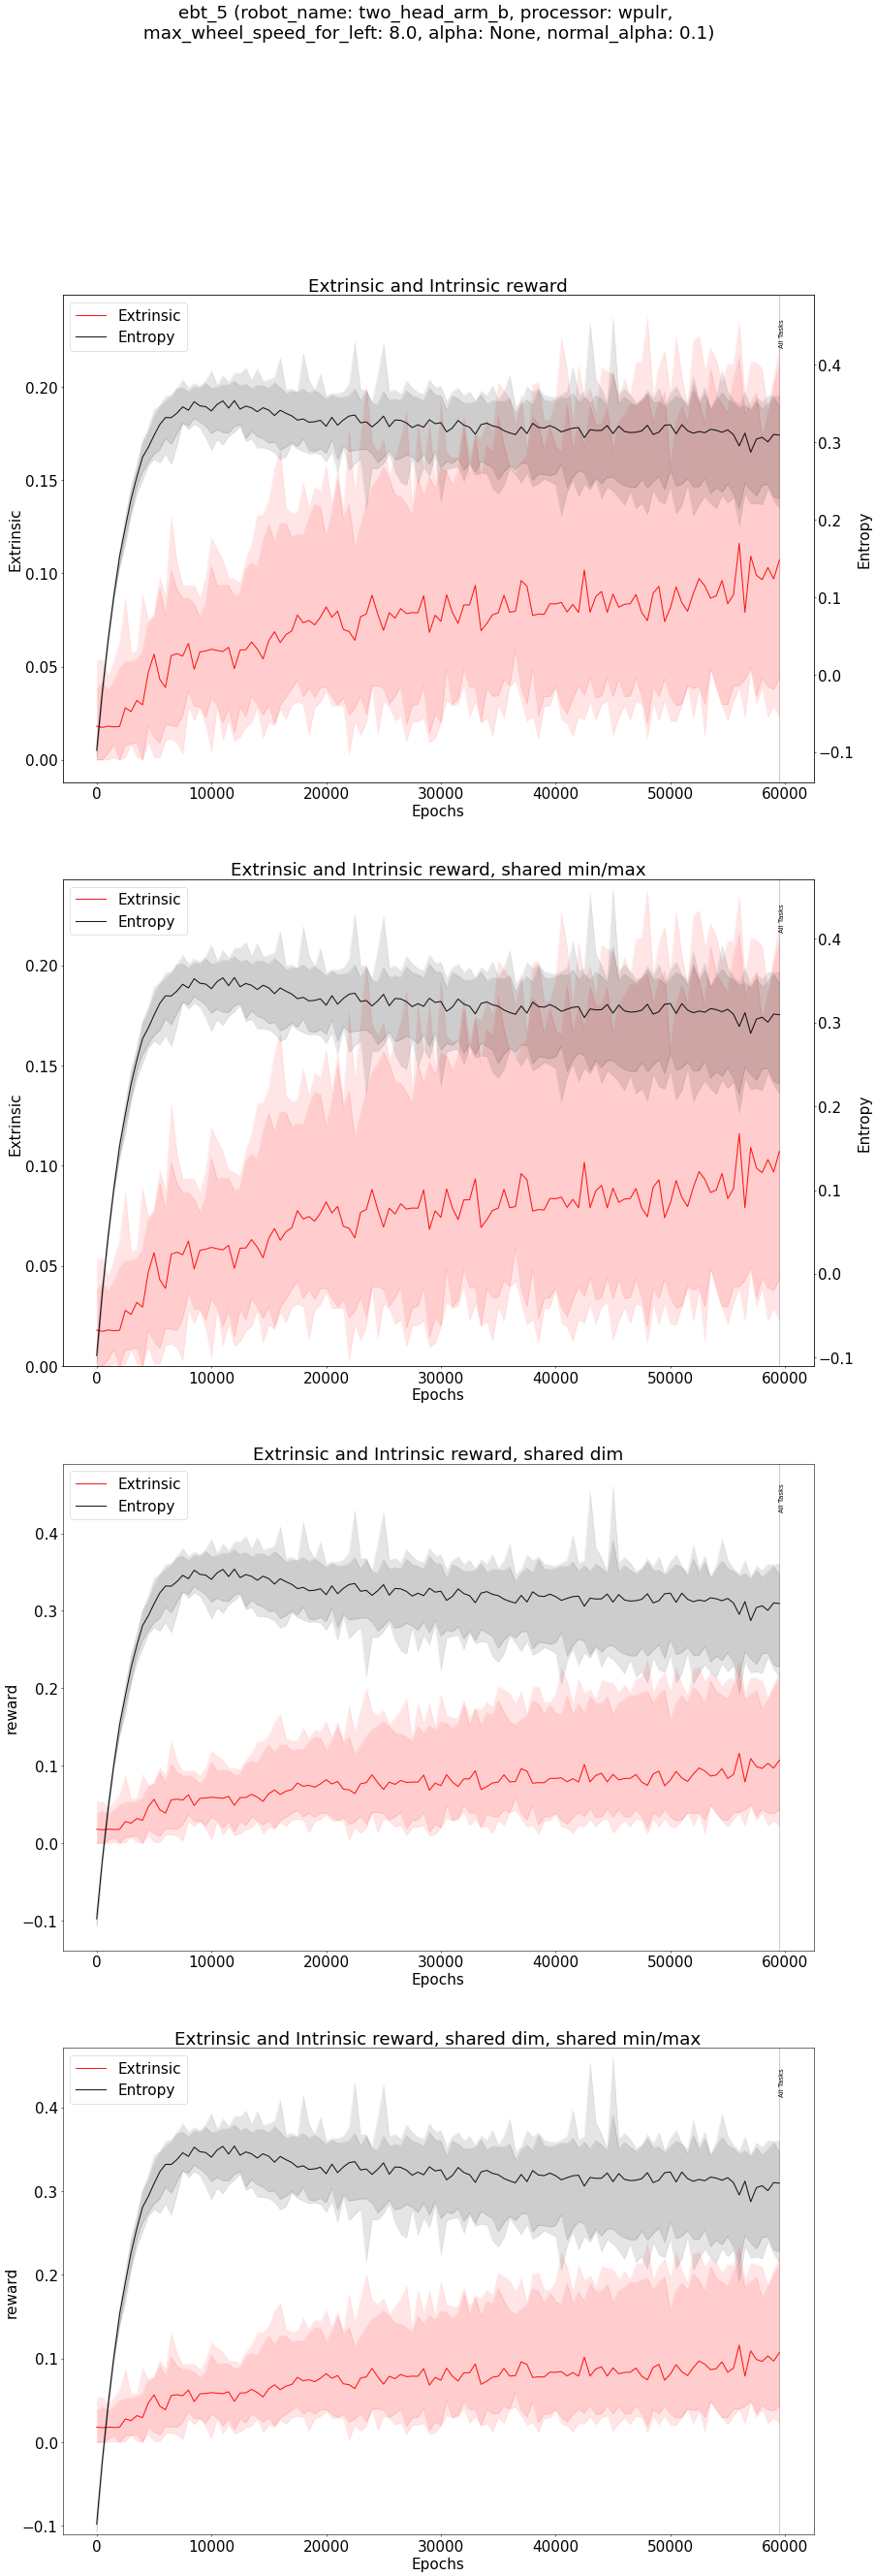 ebt_5 (robot_name: two_head_arm_b, processor: wpulr,
max_wheel_speed_for_left: 8.0, alpha: None, normal_alpha: 0.1)
Extrinsic and Intrinsic reward
Extrinsic
Entropy
All Tasks
0.20
0.15
0.10
0.05
0.00
Extrinsic
0.4
0.3
0.2
0.1
0.0
−0.1
Entropy
0 10000 20000 30000 40000 50000 60000
Epochs
Extrinsic and Intrinsic reward, shared min/max
Extrinsic
Entropy
All Tasks
0.20
0.15
0.10
0.05
0.00
Extrinsic
0.4
0.3
0.2
0.1
0.0
−0.1
Entropy
0 10000 20000 30000 40000 50000 60000
Epochs
Extrinsic and Intrinsic reward, shared dim
Extrinsic
Entropy
All Tasks
0.4
0.3
0.2
0.1
0.0
−0.1
reward
0 10000 20000 30000 40000 50000 60000
Epochs
Extrinsic and Intrinsic reward, shared dim, shared min/max
Extrinsic
Entropy
All Tasks
0.4
0.3
0.2
0.1
0.0
−0.1
reward
0 10000 20000 30000 40000 50000 60000
Epochs